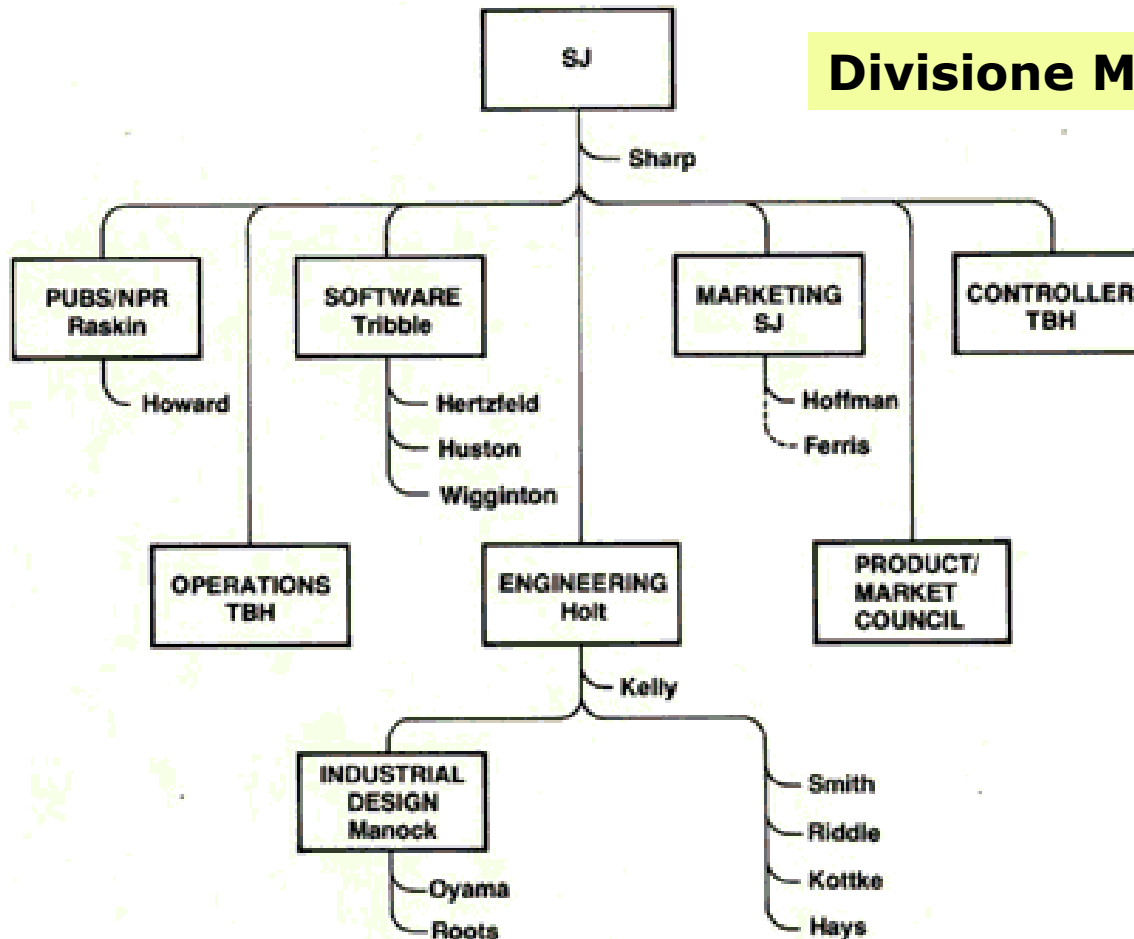 SJ
Divisione M
Sharp
PUBS/NPR
Raskin
SOFTWARE
Tribble
MARKETING
SJ
CONTROLLER
TBH
Howard
Hertzfeld
Huston
Wigginton
Hoffman
Ferris
OPERATIONS
TBH
ENGINEERING
Holt
PRODUCT/
MARKET
COUNCIL
Kelly
INDUSTRIAL
DESIGN
Manock
Oyama
Roots
Smith
Riddle
Kottke
Hays